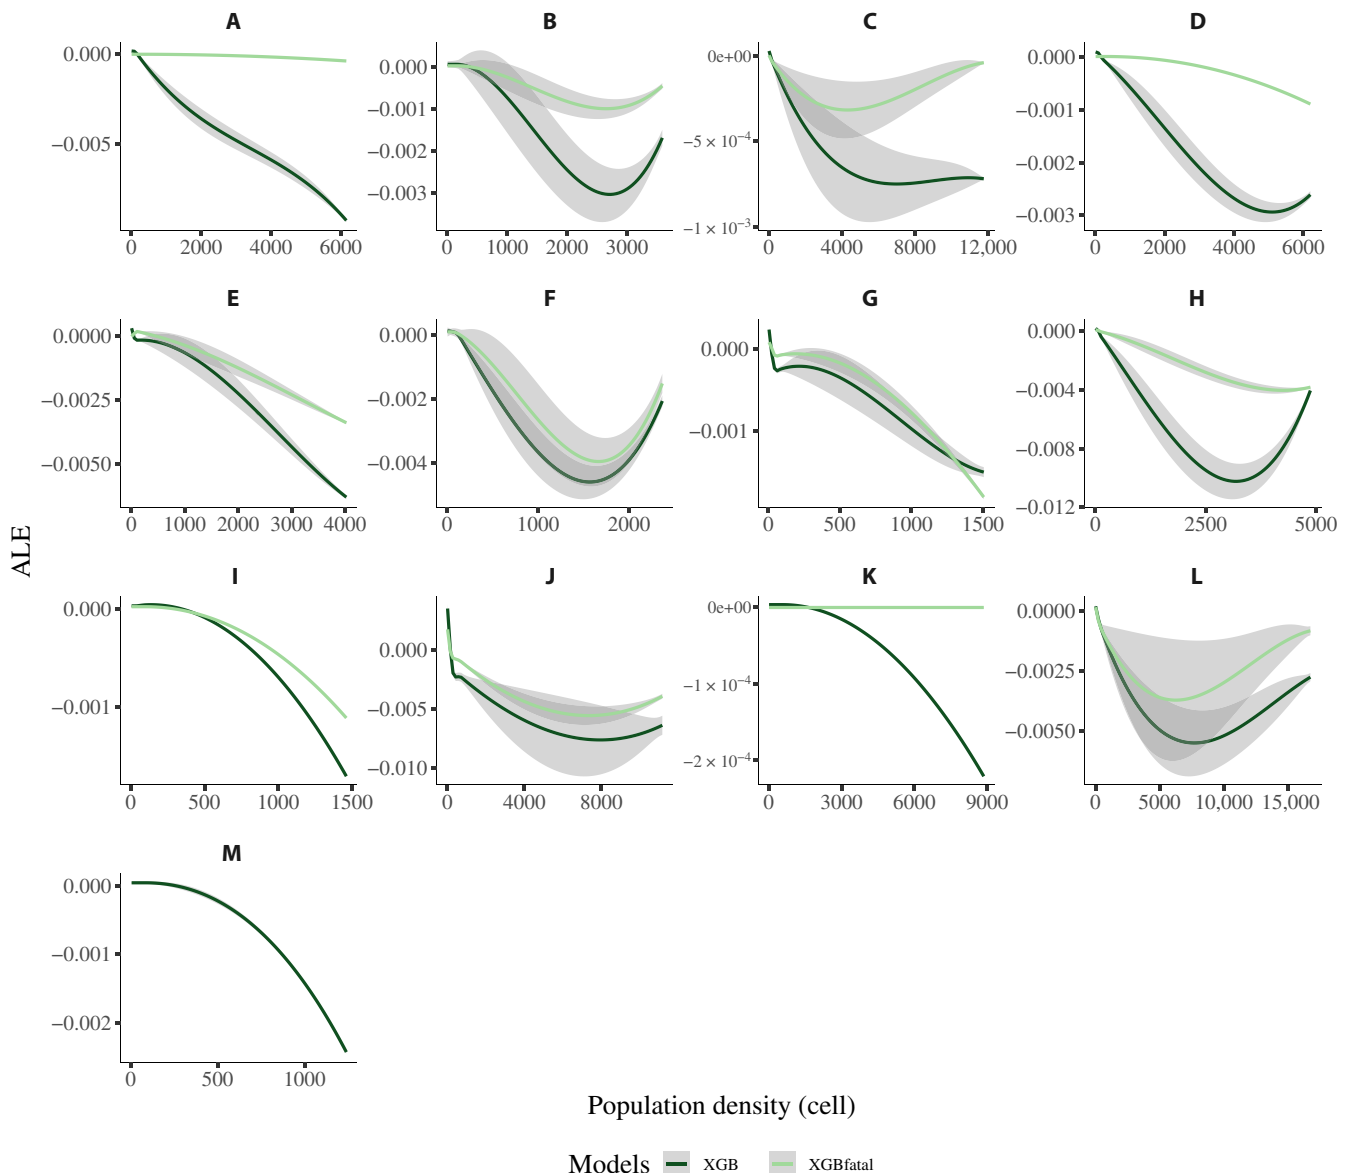 A B C D
0.000 0.000 0e+00 0.000
−0.005 −0.001 −5 × 10⁻⁴ −0.001
−0.002 −1 × 10⁻³ −0.002
−0.003 −0.003
0 2000 4000 6000 0 1000 2000 3000 0 4000 8000 12,000 0 2000 4000 6000
E F G H
0.0000 0.000 0.000 0.000
−0.0025 −0.002 −0.001 −0.004
−0.0050 −0.004 −0.008
−0.012
0 1000 2000 3000 4000 0 1000 2000 0 500 1000 1500 0 2500 5000
ALE
I J K L
0.000 0.000 0e+00 0.0000
−0.001 −0.005 −1 × 10⁻⁴ −0.0025
−0.010 −2 × 10⁻⁴ −0.0050
0 500 1000 1500 0 4000 8000 0 3000 6000 9000 0 5000 10,000 15,000
M
0.000
−0.001
−0.002
0 500 1000
Population density (cell)
Models XGB XGBfatal